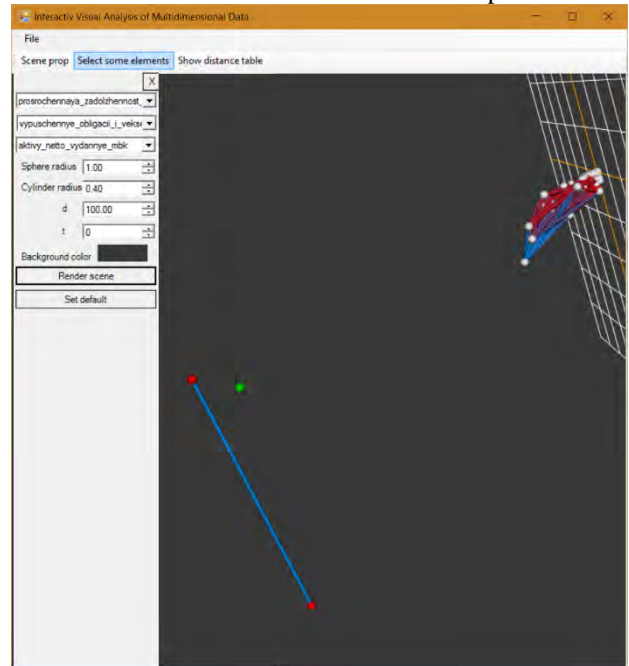 Interactiv Visual Analysis of Multidimensional Data
File
Scene prop Select some elements Show distance table
X
prosrochennaya_zadolzhennost_
vypuschennye_obligacii_i_veks
aktivy_netto_vydannye_mbk
Sphere radius 1.00
Cylinder radius 0.40
d 100.00
t 0
Background color
Render scene
Set default